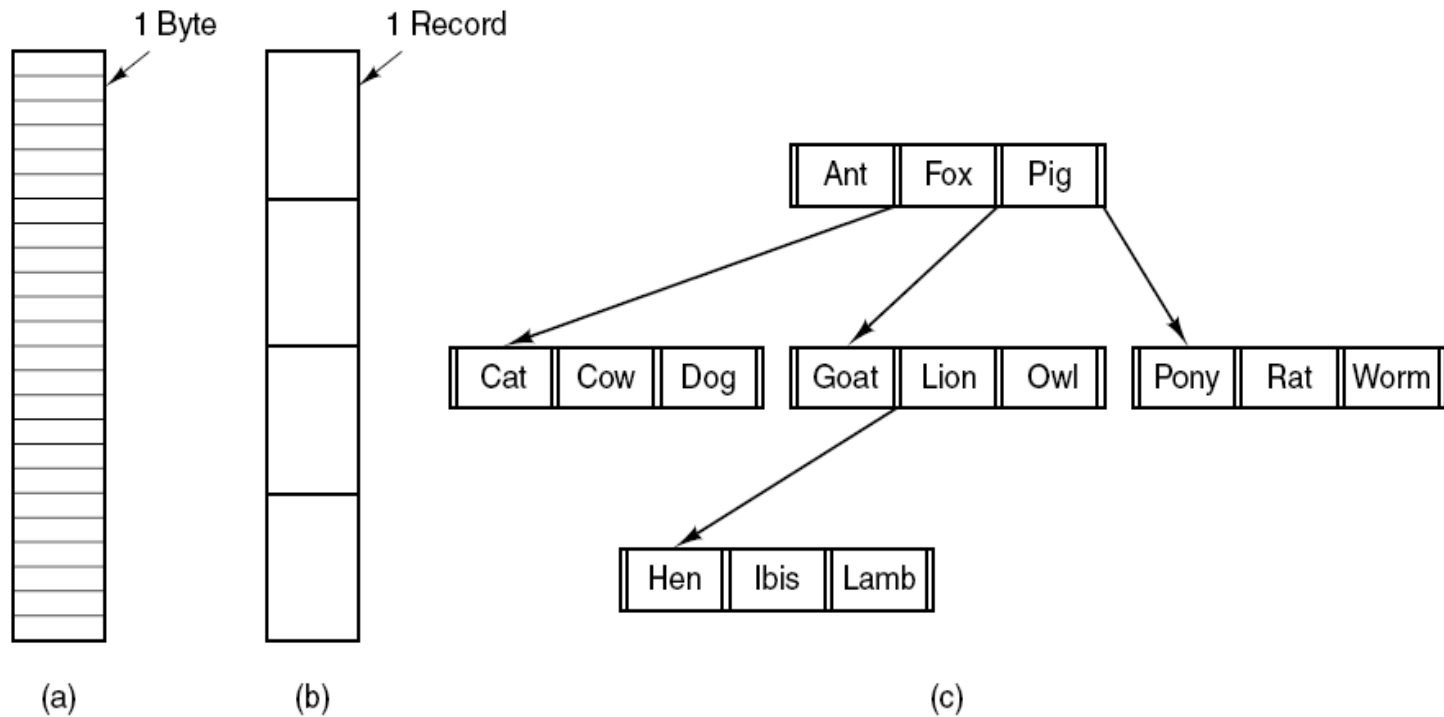 1 Byte
1 Record
Ant Fox Pig
Cat Cow Dog
Goat Lion Owl
Pony Rat Worm
Hen Ibis Lamb
(a)
(b)
(c)